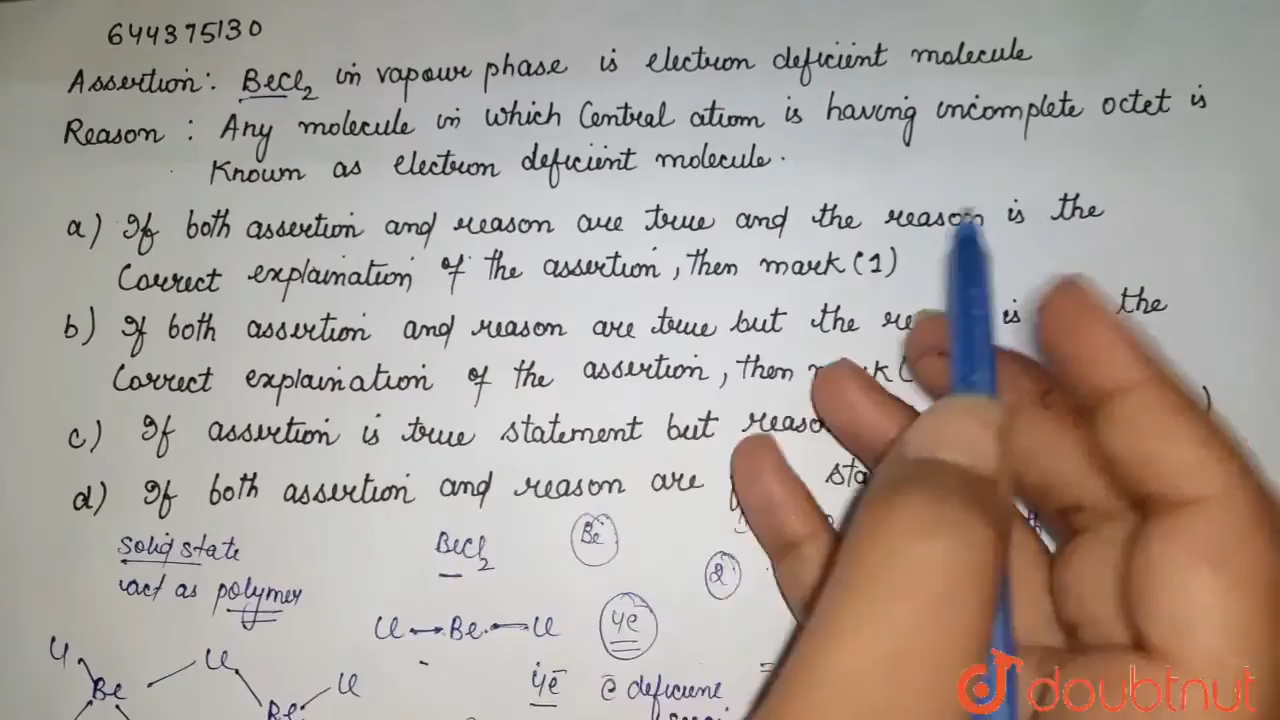 644375130
Assertion: BeCl2 in vapour phase is electron deficient molecule
Reason : Any molecule in which Central atom is having incomplete octet is
Known as electron deficient molecule.
a) If both assertion and reason are true and the reason is the
Correct explaination of the assertion, then mark (1)
b) If both assertion and reason are true but the is the
Correct explaination of the assertion, then
c) If assertion is true statement but
d) If both assertion and reason are
Solid state
act as polymer
BeCl2
Be
2
Cl Be Cl
4e
Cl
Be
Cl
Cl
Be
4e
e deficient
doubtnut